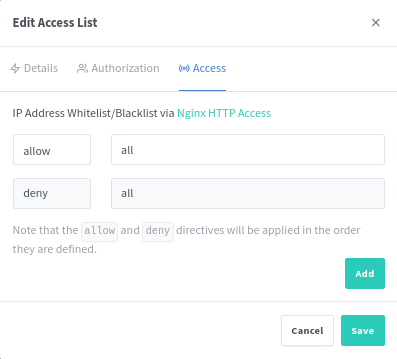 Edit Access List
Details Authorization Access
IP Address Whitelist/Blacklist via Nginx HTTP Access
allow all
deny all
Note that the allow and deny directives will be applied in the order
they are defined.
Add
Cancel Save